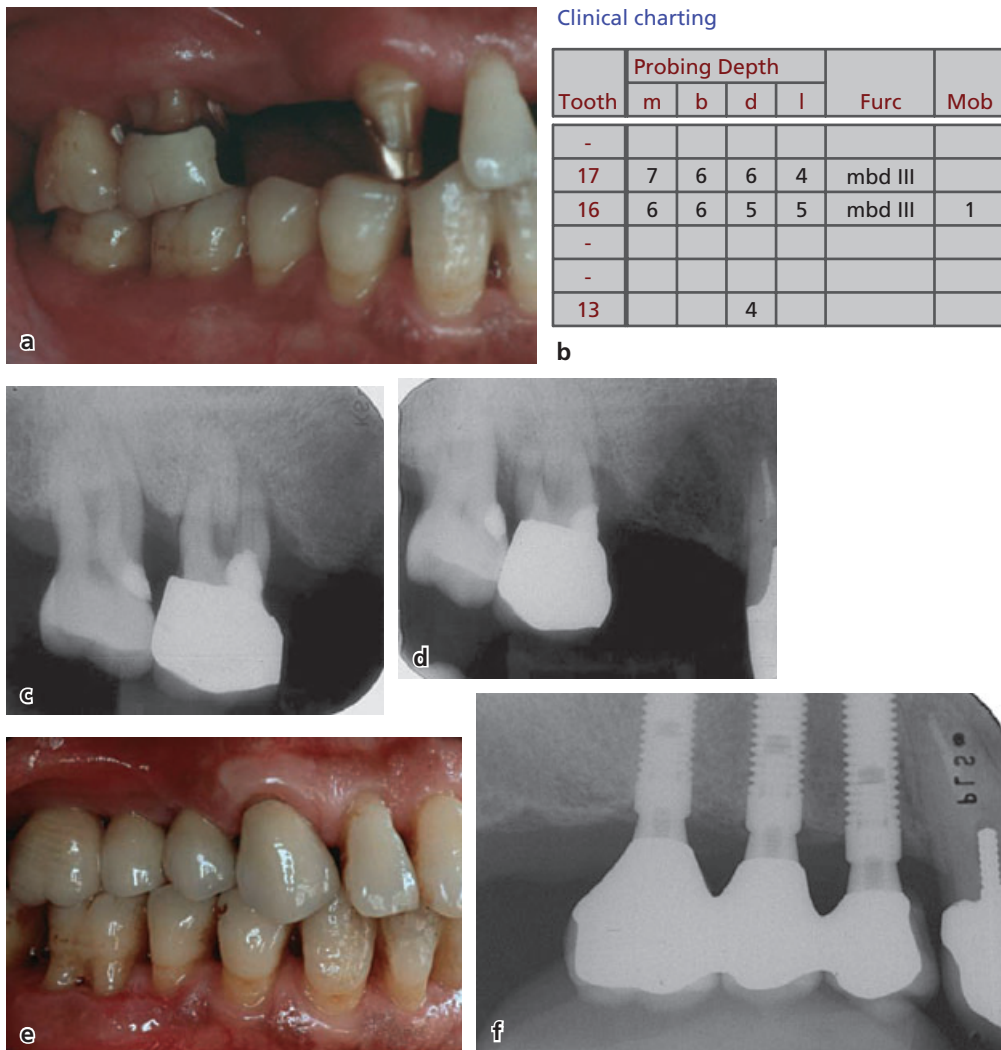 Clinical charting
Tooth Probing Depth Furc Mob
m b d l
-
17 7 6 6 4 mbd III
16 6 6 5 5 mbd III 1
-
-
13 4
a
b
c
d
e
f